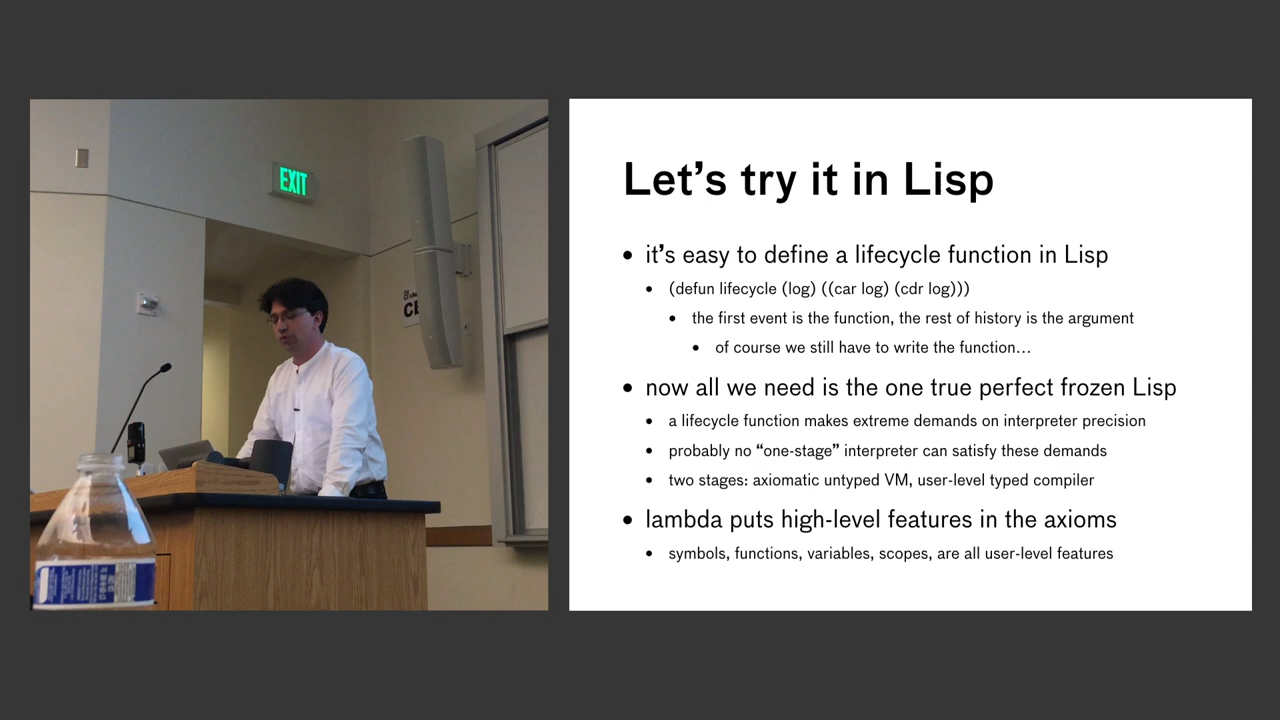 EXIT
Let’s try it in Lisp
• it’s easy to define a lifecycle function in Lisp
• (defun lifecycle (log) ((car log) (cdr log)))
• the first event is the function, the rest of history is the argument
• of course we still have to write the function…
• now all we need is the one true perfect frozen Lisp
• a lifecycle function makes extreme demands on interpreter precision
• probably no “one-stage” interpreter can satisfy these demands
• two stages: axiomatic untyped VM, user-level typed compiler
• lambda puts high-level features in the axioms
• symbols, functions, variables, scopes, are all user-level features